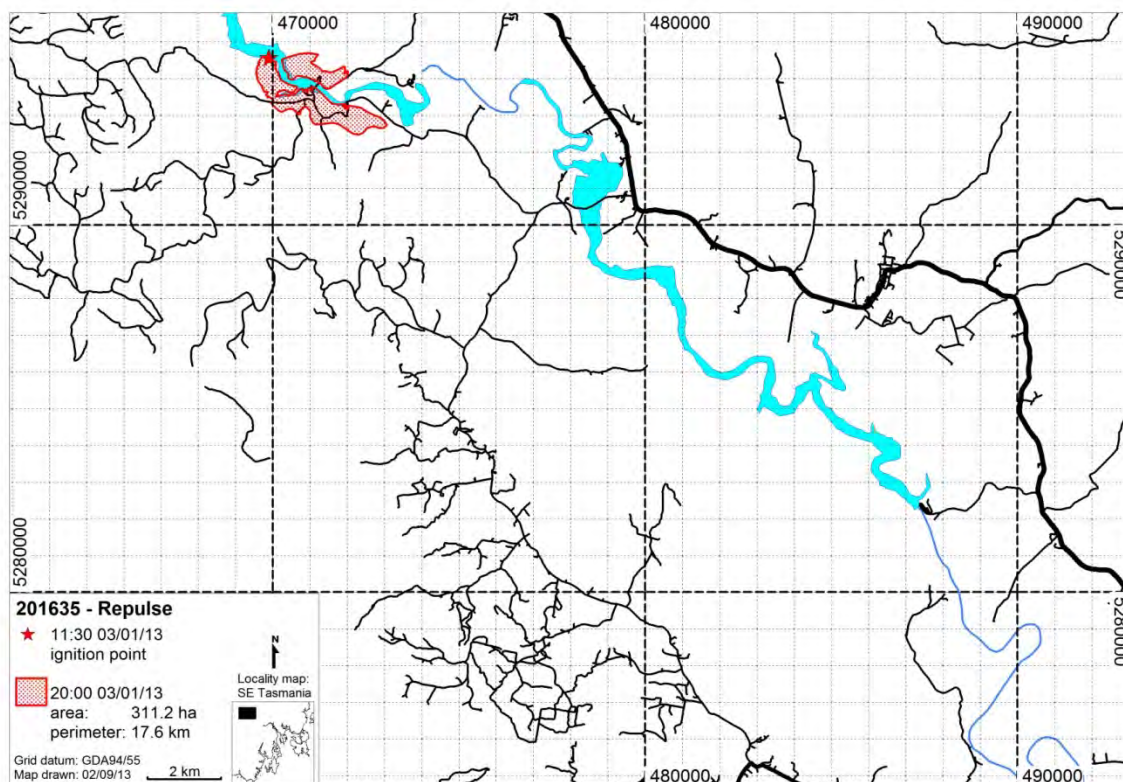 470000
480000
490000
5290000
5290000
5280000
5280000
201635 - Repulse
11:30 03/01/13
ignition point
20:00 03/01/13
area: 311.2 ha
perimeter: 17.6 km
Grid datum: GDA94/55
Map drawn: 02/09/13
2 km
N
Locality map:
SE Tasmania
480000
490000